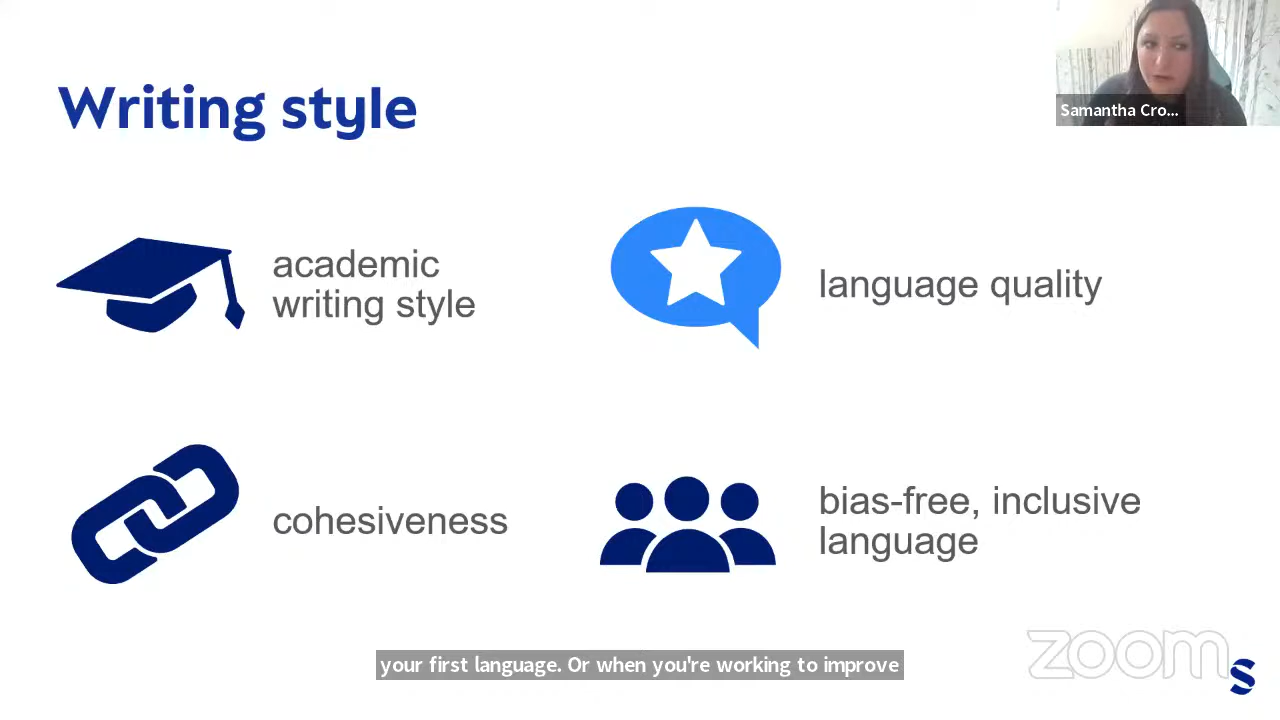 Writing style
Samantha Cro...
academic
writing style
language quality
cohesiveness
bias-free, inclusive
language
your first language. Or when you're working to improve
zoom
S